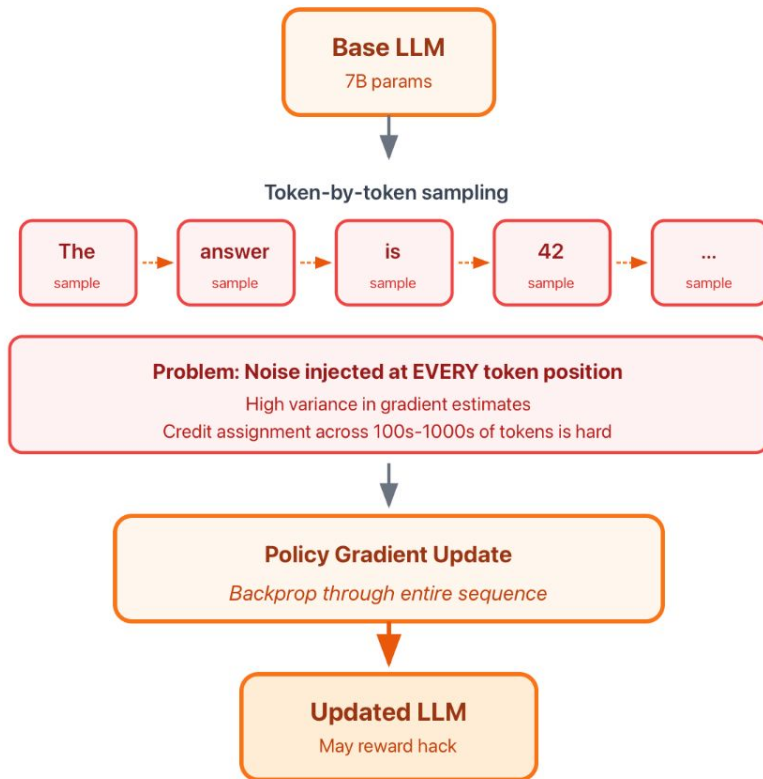 Base LLM
7B params
Token-by-token sampling
The
sample
answer
sample
is
sample
42
sample
...
sample
Problem: Noise injected at EVERY token position
High variance in gradient estimates
Credit assignment across 100s-1000s of tokens is hard
Policy Gradient Update
Backprop through entire sequence
Updated LLM
May reward hack